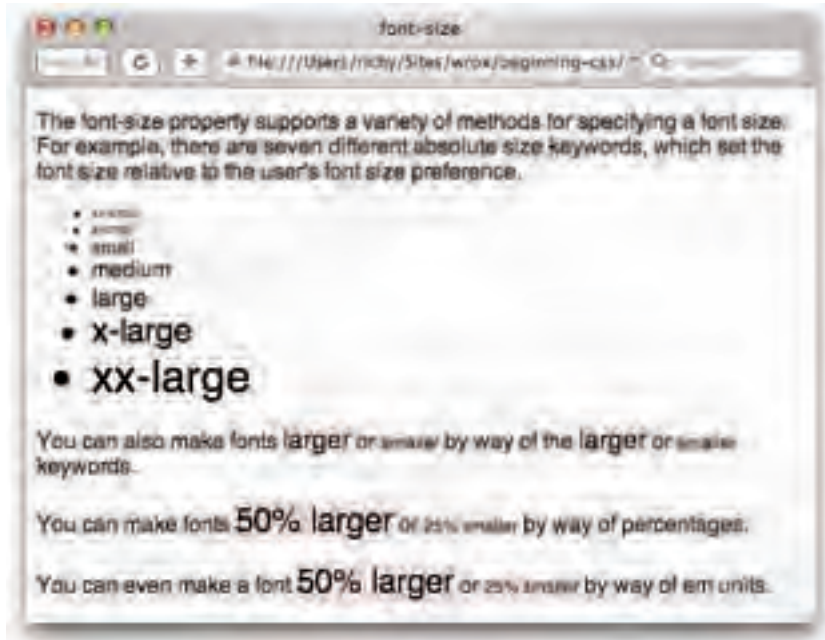 font-size
file:///Users/richy/Sites/wrox/beginning-css/
The font-size property supports a variety of methods for specifying a font size.
For example, there are seven different absolute size keywords, which set the
font size relative to the user's font size preference.
small
medium
large
x-large
xx-large
You can also make fonts larger or smaller by way of the larger or smaller
keywords.
You can make fonts 50% larger or 25% smaller by way of percentages.
You can even make a font 50% larger or 25% smaller by way of em units.